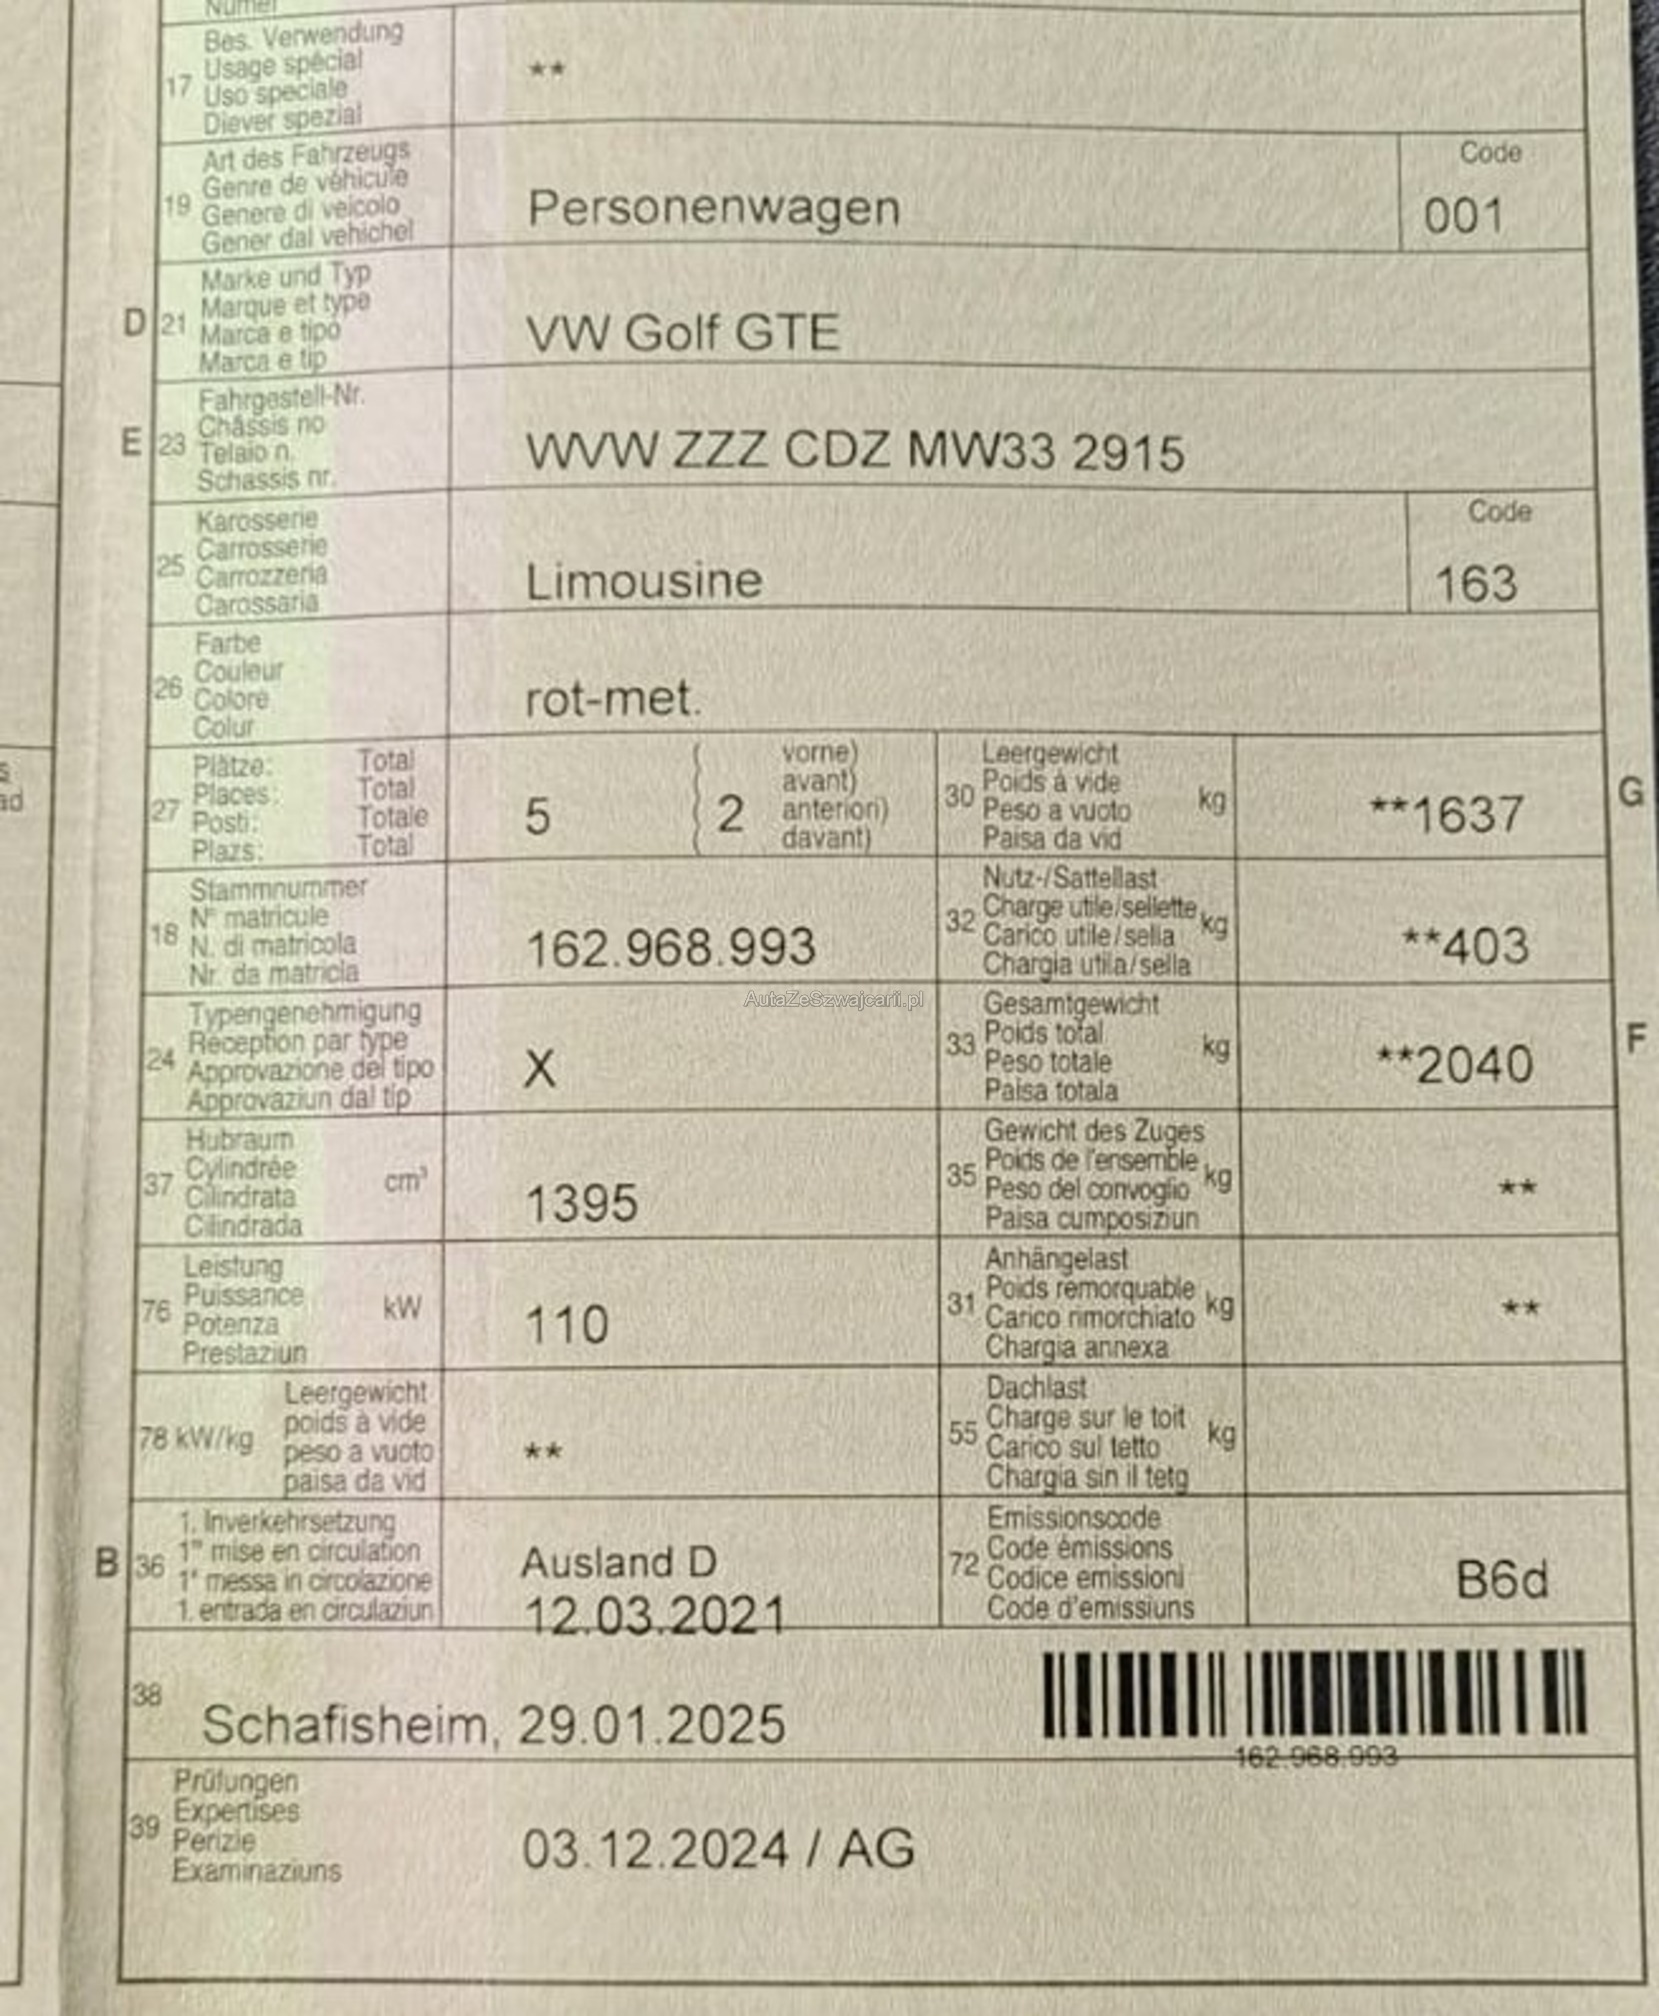 Numer
Bes. Verwendung
Usage spécial
17
Uso speciale
Diever spezial
**
Art des Fahrzeugs
Genre de véhicule
19
Genere di veicolo
Gener dal vehichel
Personenwagen
Code
001
D
21
Marke und Typ
Marque et type
Marca e tipo
Marca e tip
VW Golf GTE
E
23
Fahrgestell-Nr.
Châssis no
Telaio n.
Schassis nr.
WVW ZZZ CDZ MW33 2915
25
Karosserie
Carrosserie
Carrozzeria
Carossaria
Limousine
Code
163
26
Farbe
Couleur
Colore
Colur
rot-met.
27
Plätze: Total
Places: Total
Posti: Totale
Plazs: Total
5
( 2
vorne)
avant)
anteriori)
davant)
30
Leergewicht
Poids à vide
Peso a vuoto
Paisa da vid
kg
**1637
G
18
Stammnummer
N° matricule
N. di matricola
Nr. da matricla
162.968.993
32
Nutz-/Sattellast
Charge utile/sellette
Carico utile/sella
Chargia utila/sella
kg
**403
AutaZeSzwajcarii.pl
24
Typengenehmigung
Réception par type
Approvazione del tipo
Approvaziun dal tip
X
33
Gesamtgewicht
Poids total
Peso totale
Paisa totala
kg
**2040
F
37
Hubraum
Cylindrée
Cilindrata
Cilindrada
cm³
1395
35
Gewicht des Zuges
Poids de l'ensemble
Peso del convoglio
Paisa cumposiziun
kg
**
76
Leistung
Puissance
Potenza
Prestaziun
kW
110
31
Anhängelast
Poids remorquable
Carico rimorchiato
Chargia annexa
kg
**
78 kW/kg
Leergewicht
poids à vide
peso a vuoto
paisa da vid
**
55
Dachlast
Charge sur le toit
Carico sul tetto
Chargia sin il tetg
kg
B
36
1. Inverkehrsetzung
1re mise en circulation
1a messa in circolazione
1. entrada en circulaziun
Ausland D
12.03.2021
72
Emissionscode
Code émissions
Codice emissioni
Code d'emissiuns
B6d
38
Schafisheim, 29.01.2025
162.968.993
39
Prüfungen
Expertises
Perizie
Examinaziuns
03.12.2024 / AG